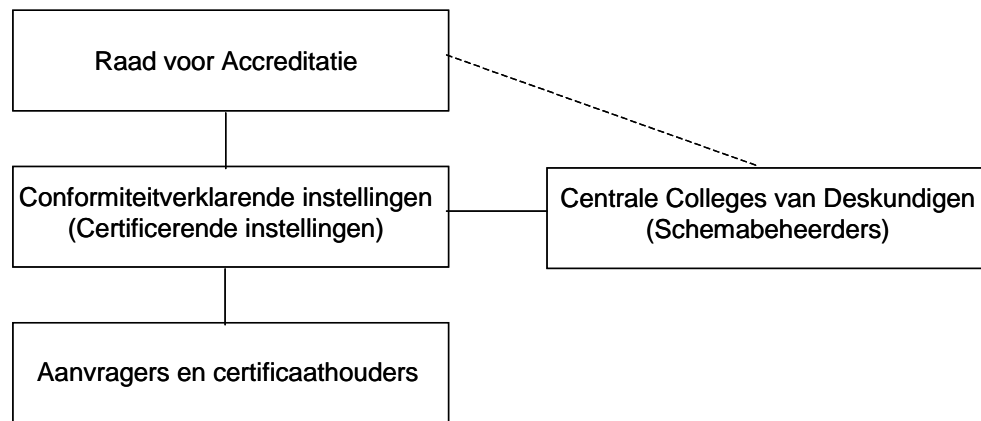 Raad voor Accreditatie
Conformiteitverklarende instellingen
(Certificerende instellingen)
Centrale Colleges van Deskundigen
(Schemabeheerders)
Aanvragers en certificaathouders